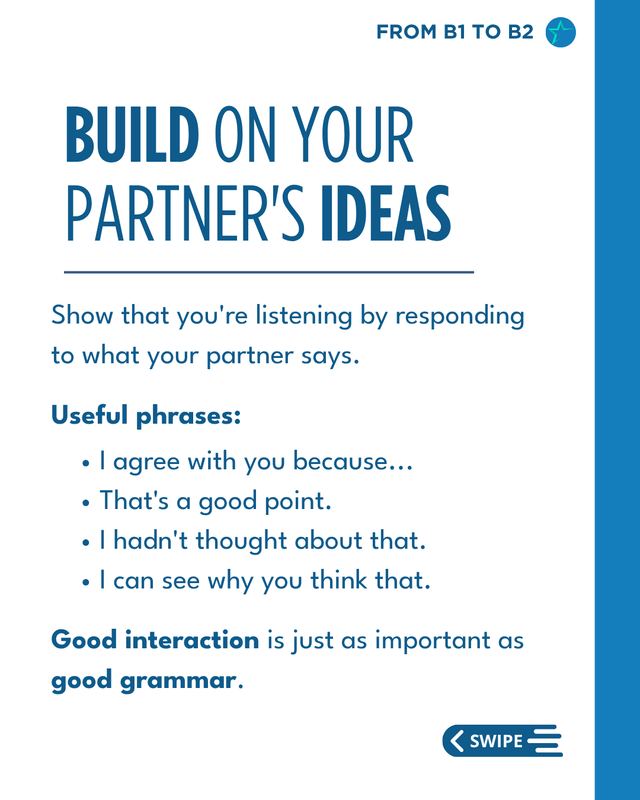 FROM B1 TO B2
BUILD ON YOUR
PARTNER'S IDEAS
Show that you're listening by responding
to what your partner says.
Useful phrases:
• I agree with you because...
• That's a good point.
• I hadn't thought about that.
• I can see why you think that.
Good interaction is just as important as
good grammar.
SWIPE